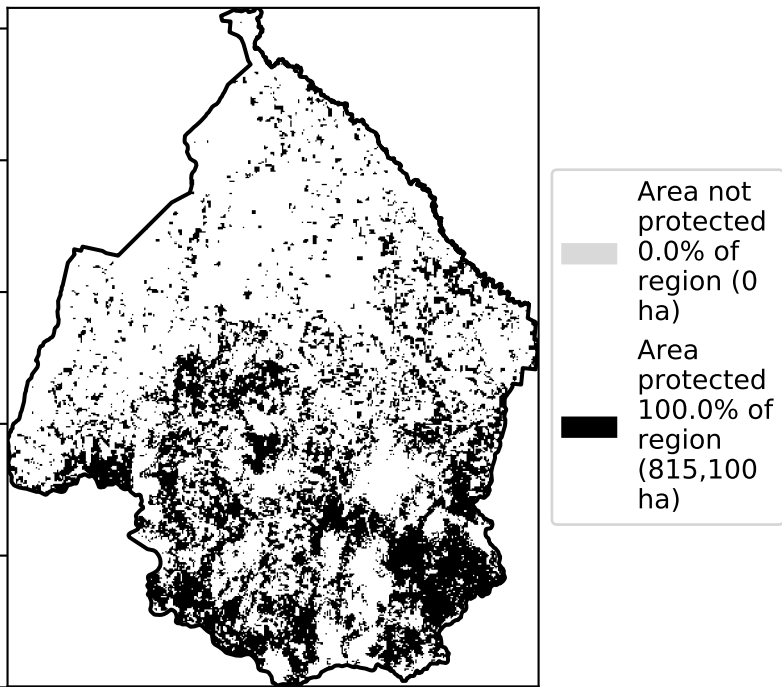 Area not
protected
0.0% of
region (0
ha)
Area
protected
100.0% of
region
(815,100
ha)